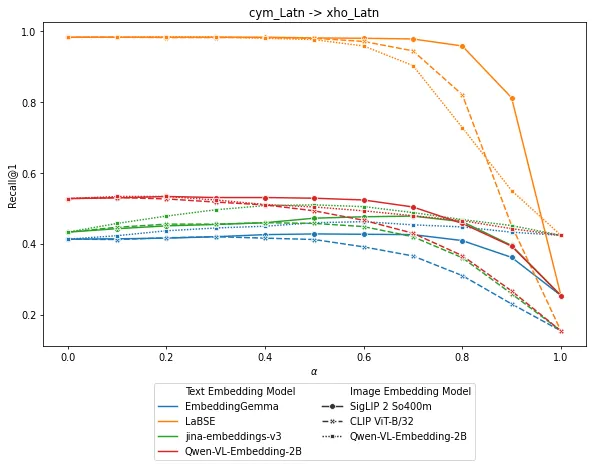 cym_Latn -> xho_Latn
1.0
0.8
0.6
0.4
0.2
Recall@1
0.0 0.2 0.4 0.6 0.8 1.0
α
Text Embedding Model Image Embedding Model
EmbeddingGemma SigLIP 2 So400m
LaBSE CLIP ViT-B/32
jina-embeddings-v3 Qwen-VL-Embedding-2B
Qwen-VL-Embedding-2B